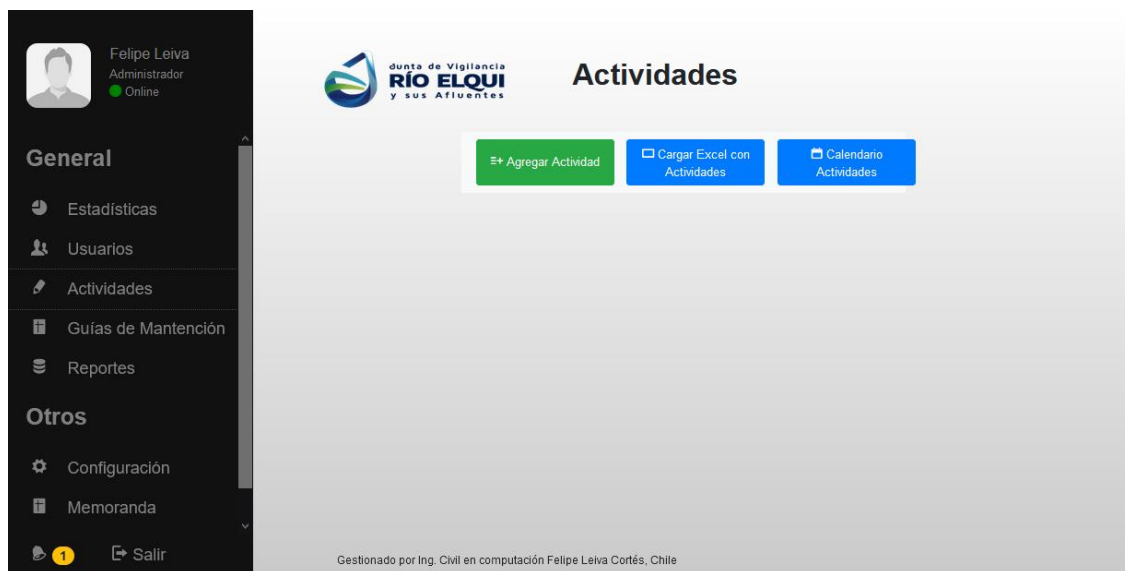 Felipe Leiva
Administrador
Online
General
Estadísticas
Usuarios
Actividades
Guías de Mantención
Reportes
Otros
Configuración
Memoranda
1
Salir
Junta de Vigilancia
RÍO ELQUI
y sus Afluentes
Actividades
Agregar Actividad
Cargar Excel con
Actividades
Calendario
Actividades
Gestionado por Ing. Civil en computación Felipe Leiva Cortés, Chile